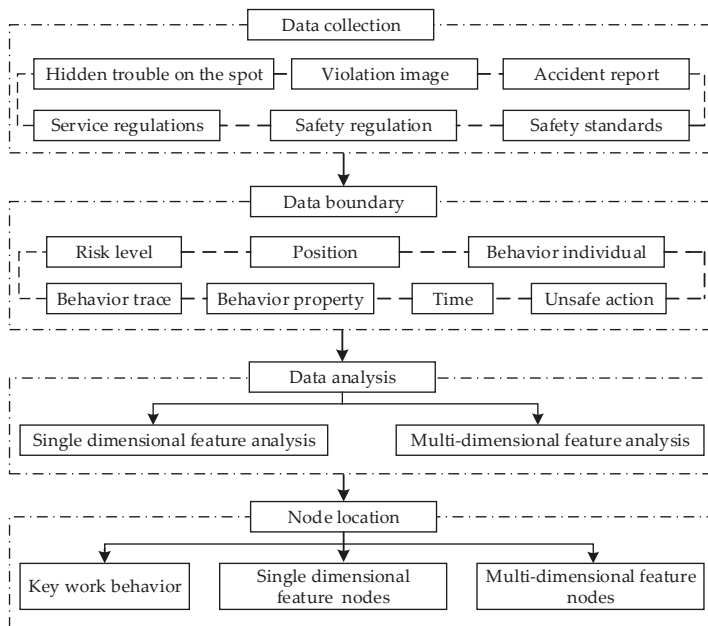 Data collection
Hidden trouble on the spot
Violation image
Accident report
Service regulations
Safety regulation
Safety standards
Data boundary
Risk level
Position
Behavior individual
Behavior trace
Behavior property
Time
Unsafe action
Data analysis
Single dimensional feature analysis
Multi-dimensional feature analysis
Node location
Key work behavior
Single dimensional
feature nodes
Multi-dimensional feature
nodes